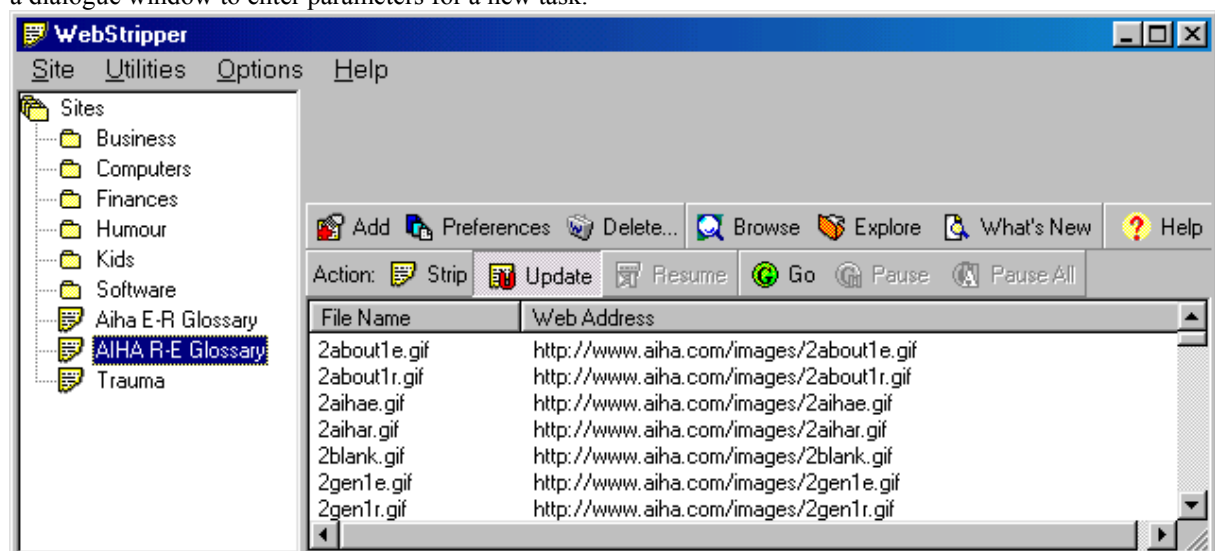 a dialogue window to enter parameters for a new task.
WebStripper
Site Utilities Options Help
Sites
Business
Computers
Finances
Humour
Kids
Software
Aiha E-R Glossary
AIHA R-E Glossary
Trauma
Add Preferences Delete... Browse Explore What's New Help
Action: Strip Update Resume Go Pause Pause All
File Name Web Address
2about1e.gif http://www.aiha.com/images/2about1e.gif
2about1r.gif http://www.aiha.com/images/2about1r.gif
2aihae.gif http://www.aiha.com/images/2aihae.gif
2aihar.gif http://www.aiha.com/images/2aihar.gif
2blank.gif http://www.aiha.com/images/2blank.gif
2gen1e.gif http://www.aiha.com/images/2gen1e.gif
2gen1r.gif http://www.aiha.com/images/2gen1r.gif